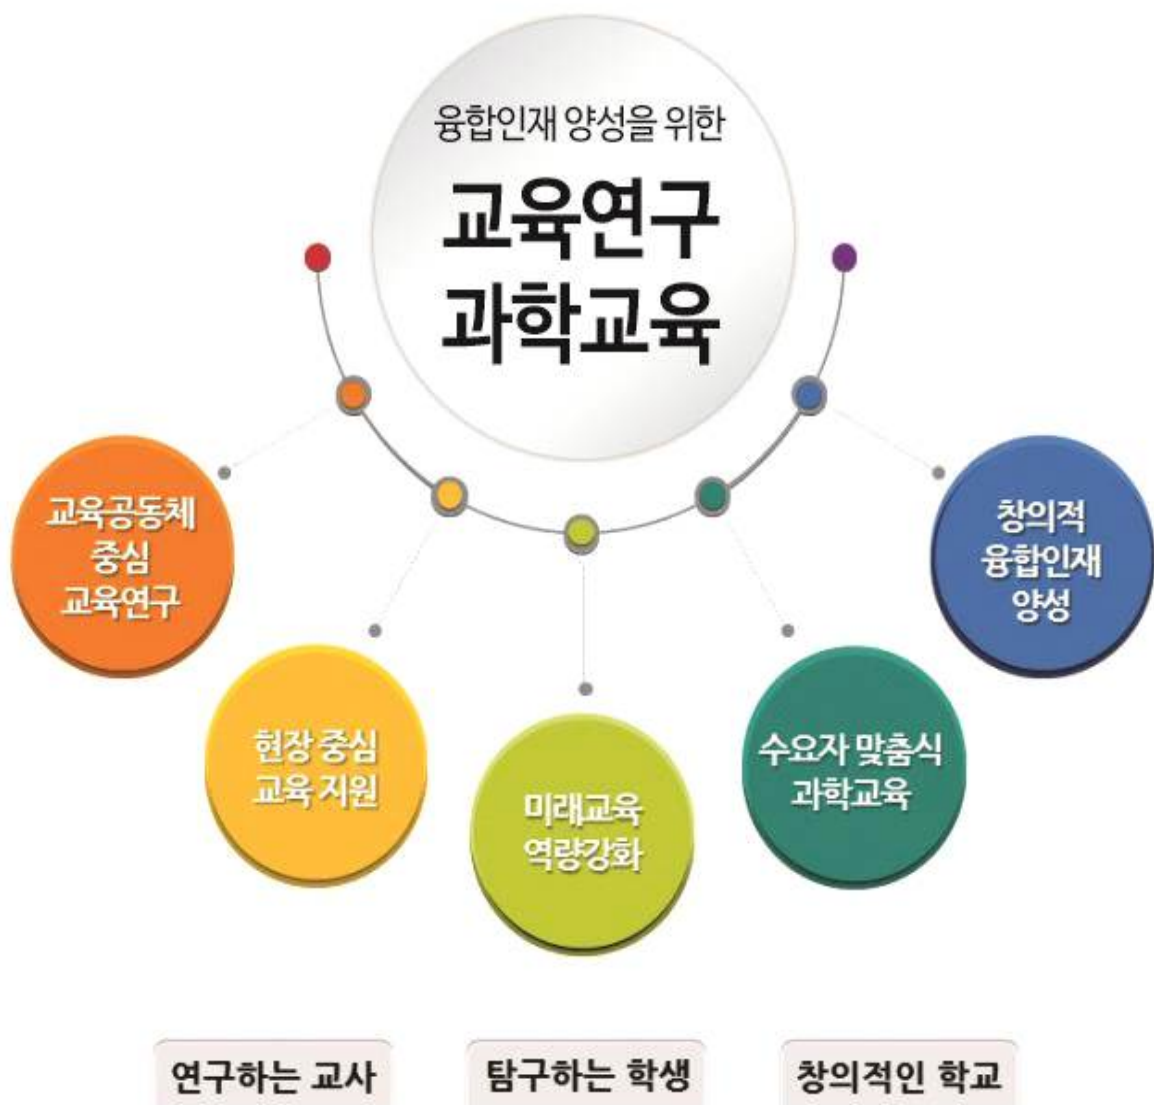 융합인재 양성을 위한
교육연구
과학교육
교육공동체
중심
교육연구
현장 중심
교육 지원
미래교육
역량강화
수요자 맞춤식
과학교육
창의적
융합인재
양성
연구하는 교사
탐구하는 학생
창의적인 학교